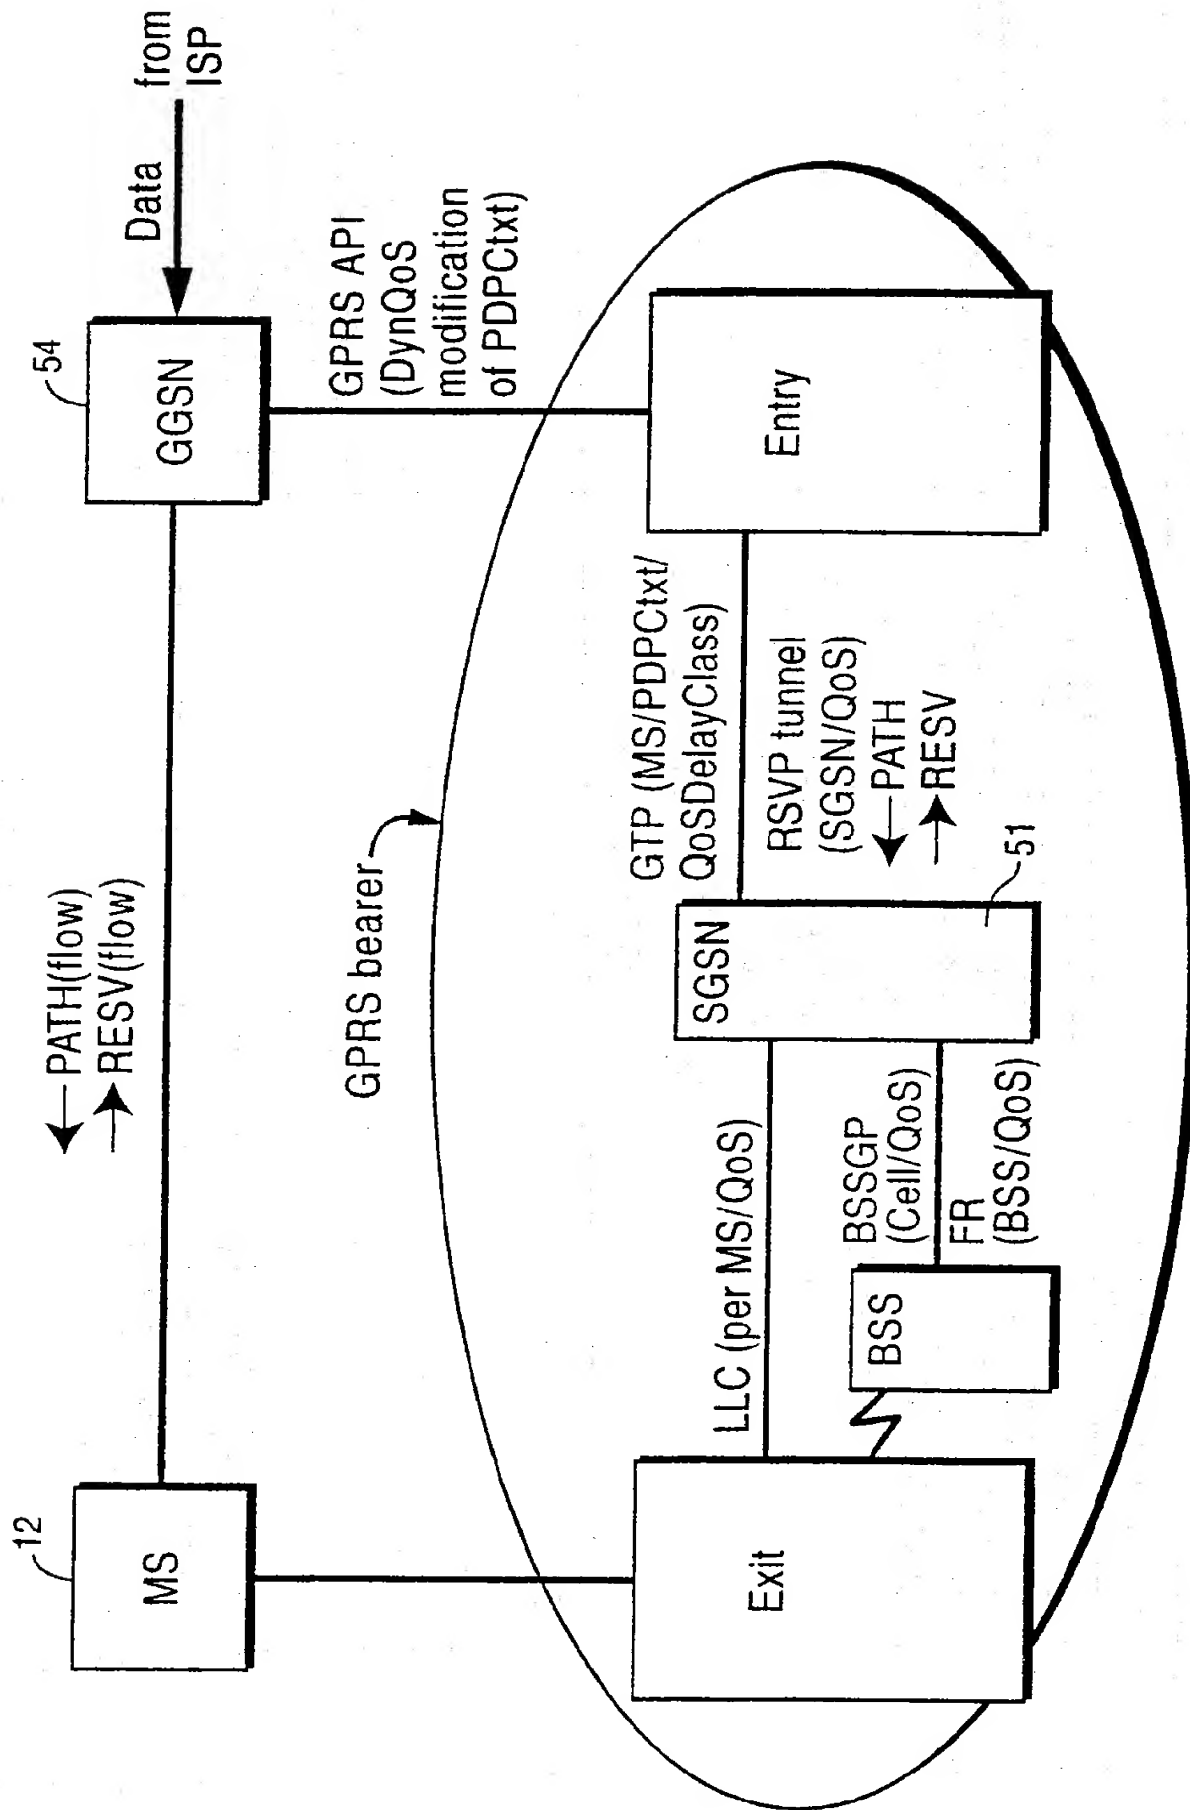 12
MS
PATH(flow)
RESV(flow)
54
GGSN
Data
from
ISP
GPRS API
(DynQoS
modification
of PDPCtxt)
GPRS bearer
Exit
LLC (per MS/QoS)
BSS
BSSGP
(Cell/QoS)
FR
(BSS/QoS)
SGSN
51
GTP (MS/PDPCtxt/
QoSDelayClass)
RSVP tunnel
(SGSN/QoS)
PATH
RESV
Entry